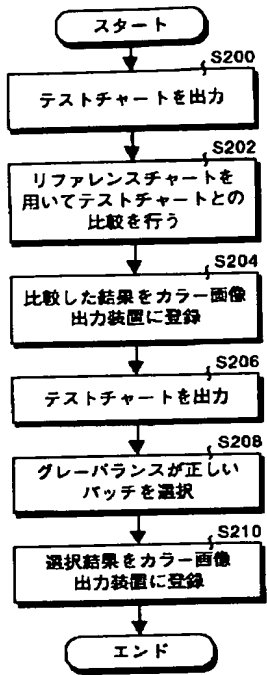 スタート
S200
テストチャートを出力
S202
リファレンスチャートを
用いてテストチャートとの
比較を行う
S204
比較した結果をカラー画像
出力装置に登録
S206
テストチャートを出力
S208
グレーバランスが正しい
パッチを選択
S210
選択結果をカラー画像
出力装置に登録
エンド